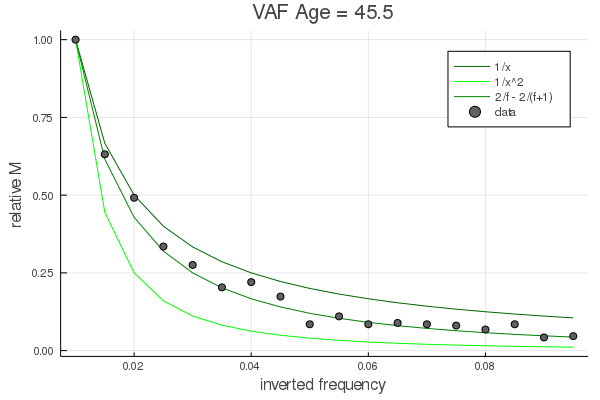 VAF Age = 45.5
1.00
0.75
0.50
0.25
0.00
relative M
1/x
1/x^2
2/f - 2/(f+1)
data
0.02
0.04
0.06
0.08
inverted frequency